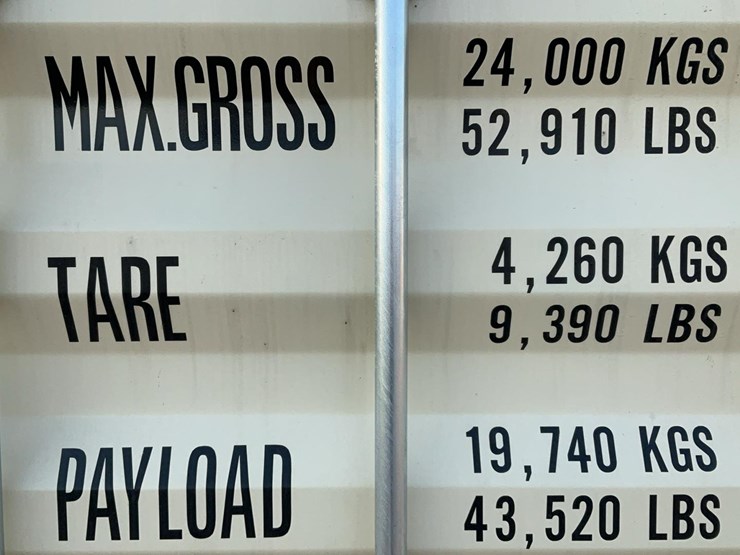 MAX.GROSS 24,000 KGS
52,910 LBS
TARE 4,260 KGS
9,390 LBS
PAYLOAD 19,740 KGS
43,520 LBS